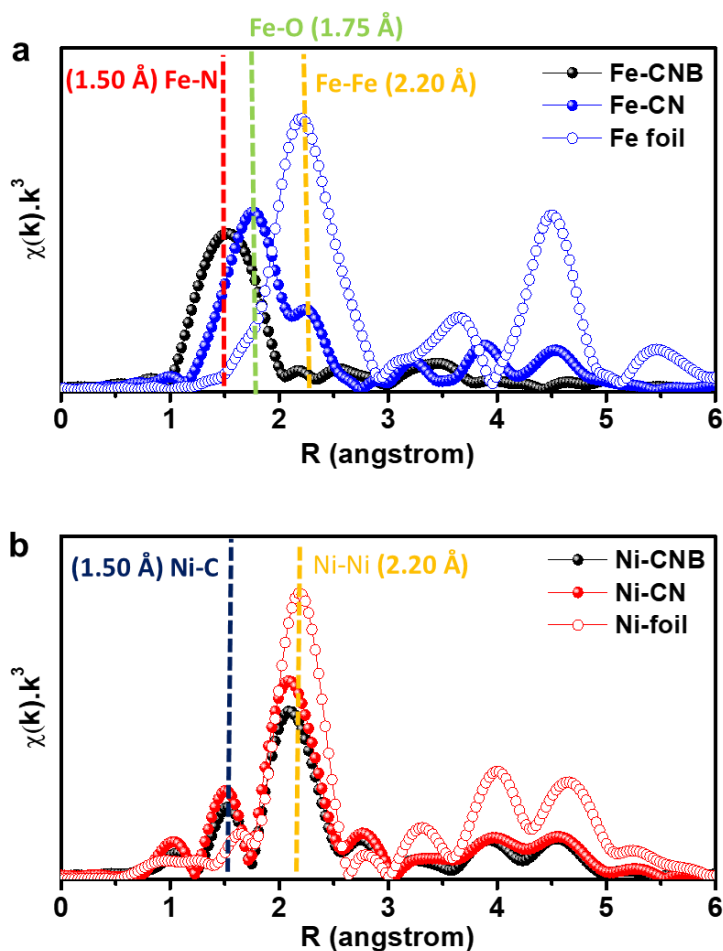 a
Fe-O (1.75 Å)
(1.50 Å) Fe-N
Fe-Fe (2.20 Å)
Fe-CNB
Fe-CN
Fe foil
χ(k).k³
0 1 2 3 4 5 6
R (angstrom)
b
(1.50 Å) Ni-C
Ni-Ni (2.20 Å)
Ni-CNB
Ni-CN
Ni-foil
χ(k).k³
0 1 2 3 4 5 6
R (angstrom)